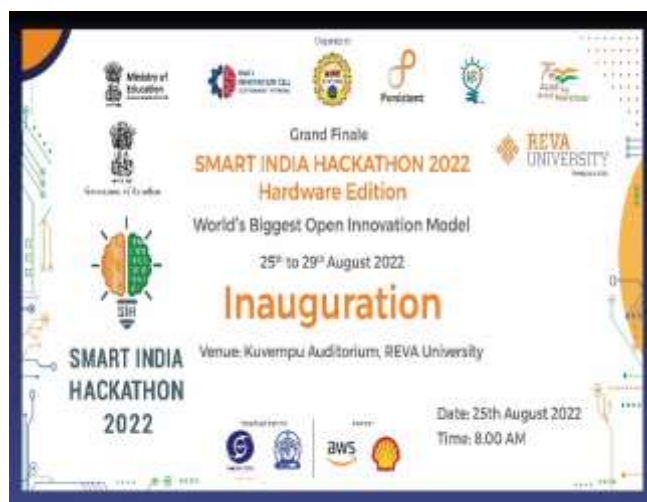 Ministry of
Education
Persistent
Grand Finale
SMART INDIA HACKATHON 2022
Hardware Edition
REVA
UNIVERSITY
World's Biggest Open Innovation Model
25th to 29th August 2022
Inauguration
SIH
Venue: Kuvempu Auditorium, REVA University
SMART INDIA
HACKATHON
2022
Date: 25th August 2022
Time: 8.00 AM
aws